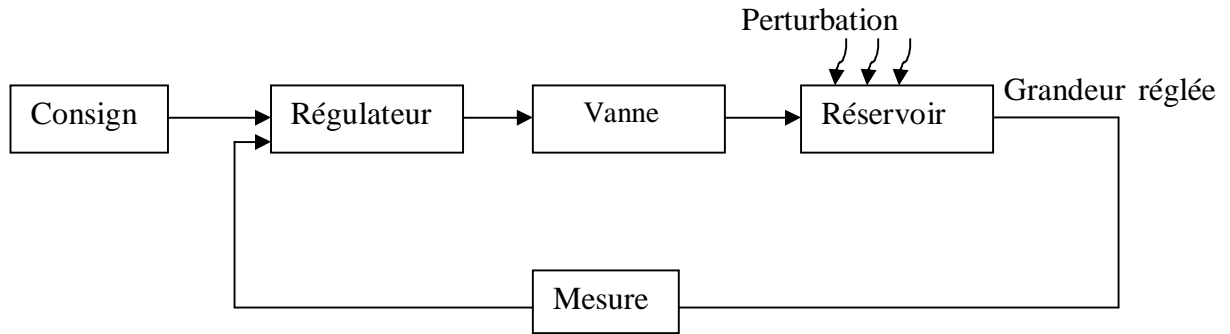 Perturbation
Consign
Régulateur
Vanne
Réservoir
Grandeur réglée
Mesure